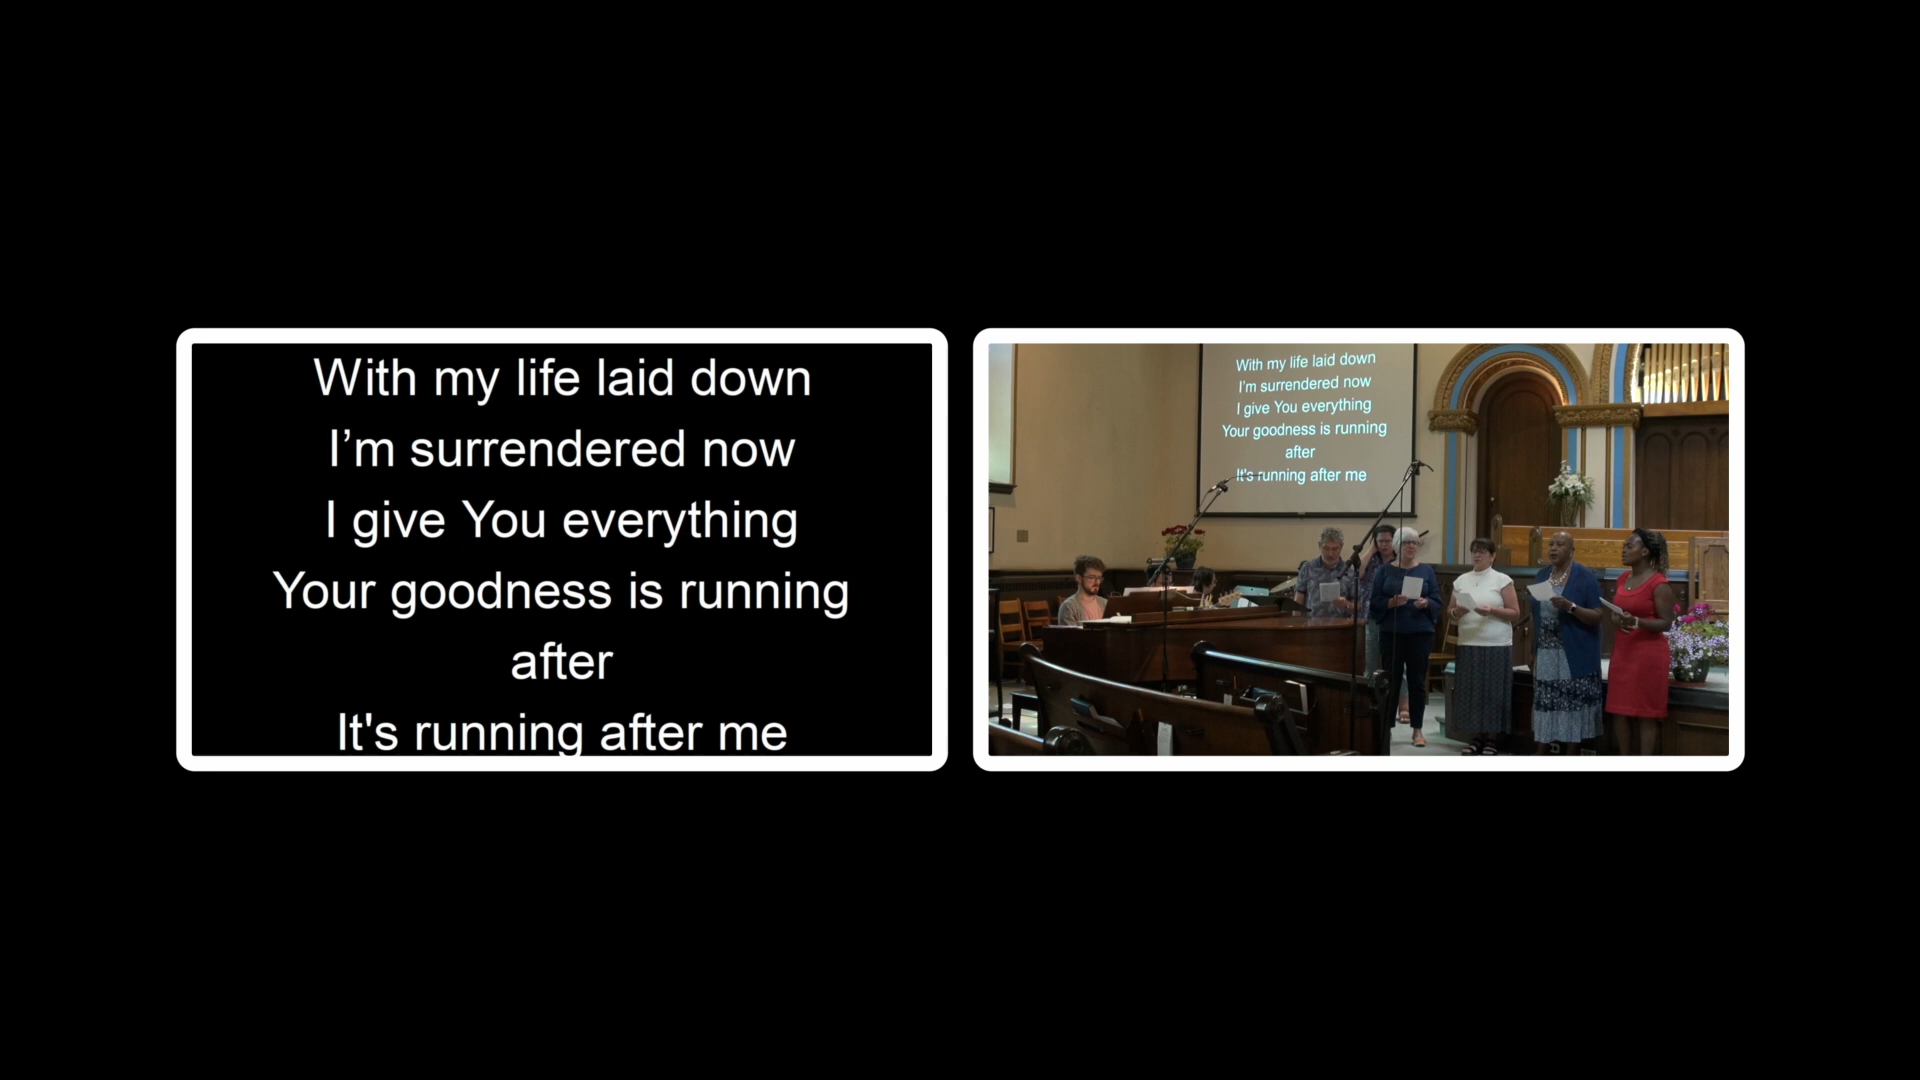 With my life laid down
I’m surrendered now
I give You everything
Your goodness is running
after
It's running after me
With my life laid down
I'm surrendered now
I give You everything
Your goodness is running
after
It's running after me